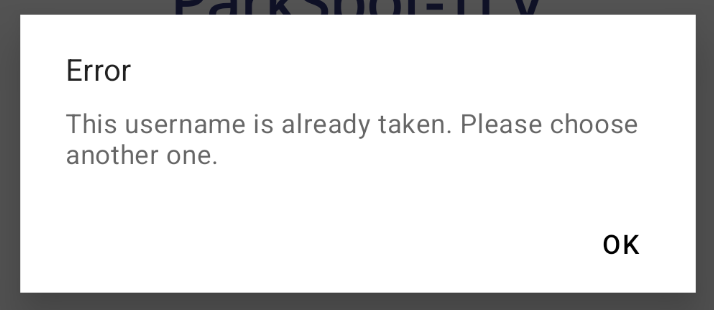 Error
This username is already taken. Please choose
another one.
OK